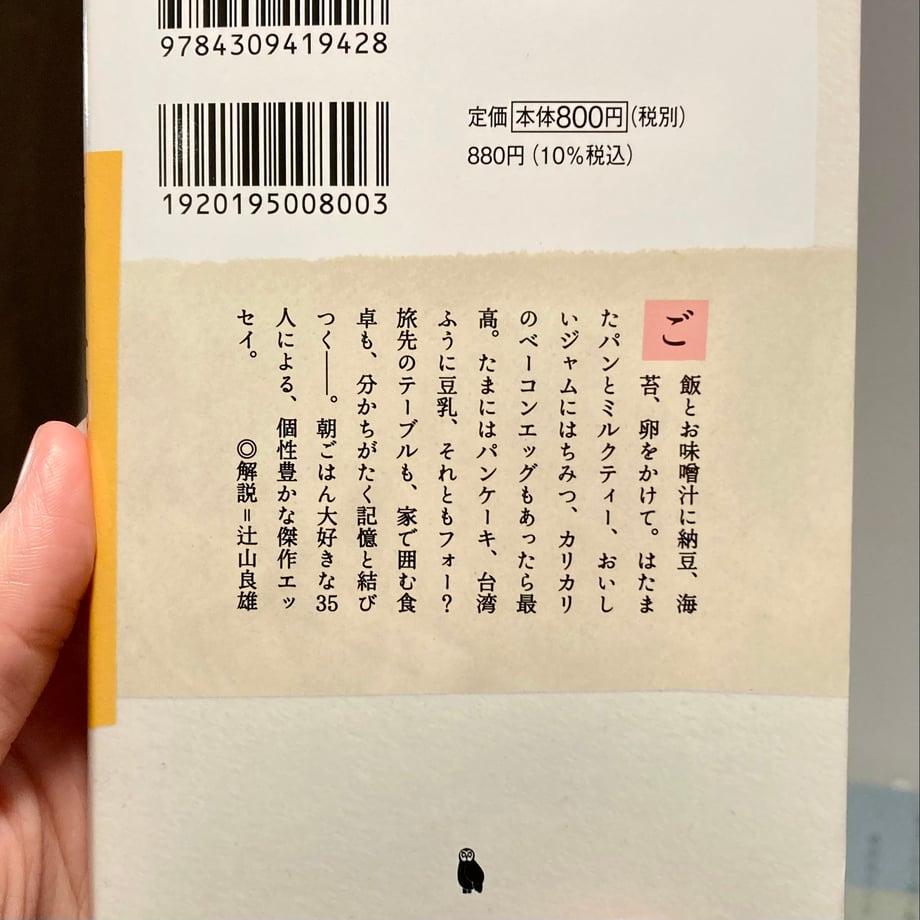 9784309419428
1920195008003
定価 本体800円(税別)
880円(10%税込)
ご飯とお味噌汁に納豆、海
苔、卵をかけて。はたま
たパンとミルクティー、おいし
いジャムにはちみつ、カリカリ
のベーコンエッグもあったら最
高。たまにはパンケーキ、台湾
ふうに豆乳、それともフォー?
旅先のテーブルも、家で囲む食
卓も、分かちがたく記憶と結び
つく——。朝ごはん大好きな35
人による、個性豊かな傑作エッ
セイ。 ◎解説=辻山良雄